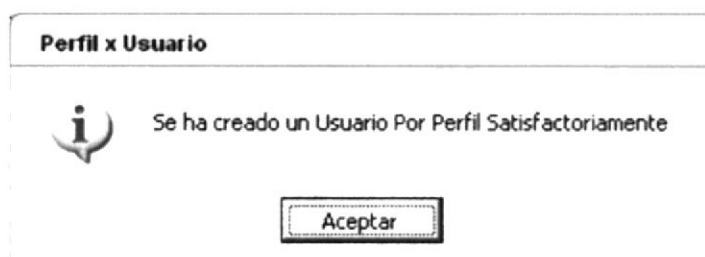 Perfil x Usuario
Se ha creado un Usuario Por Perfil Satisfactoriamente
Aceptar